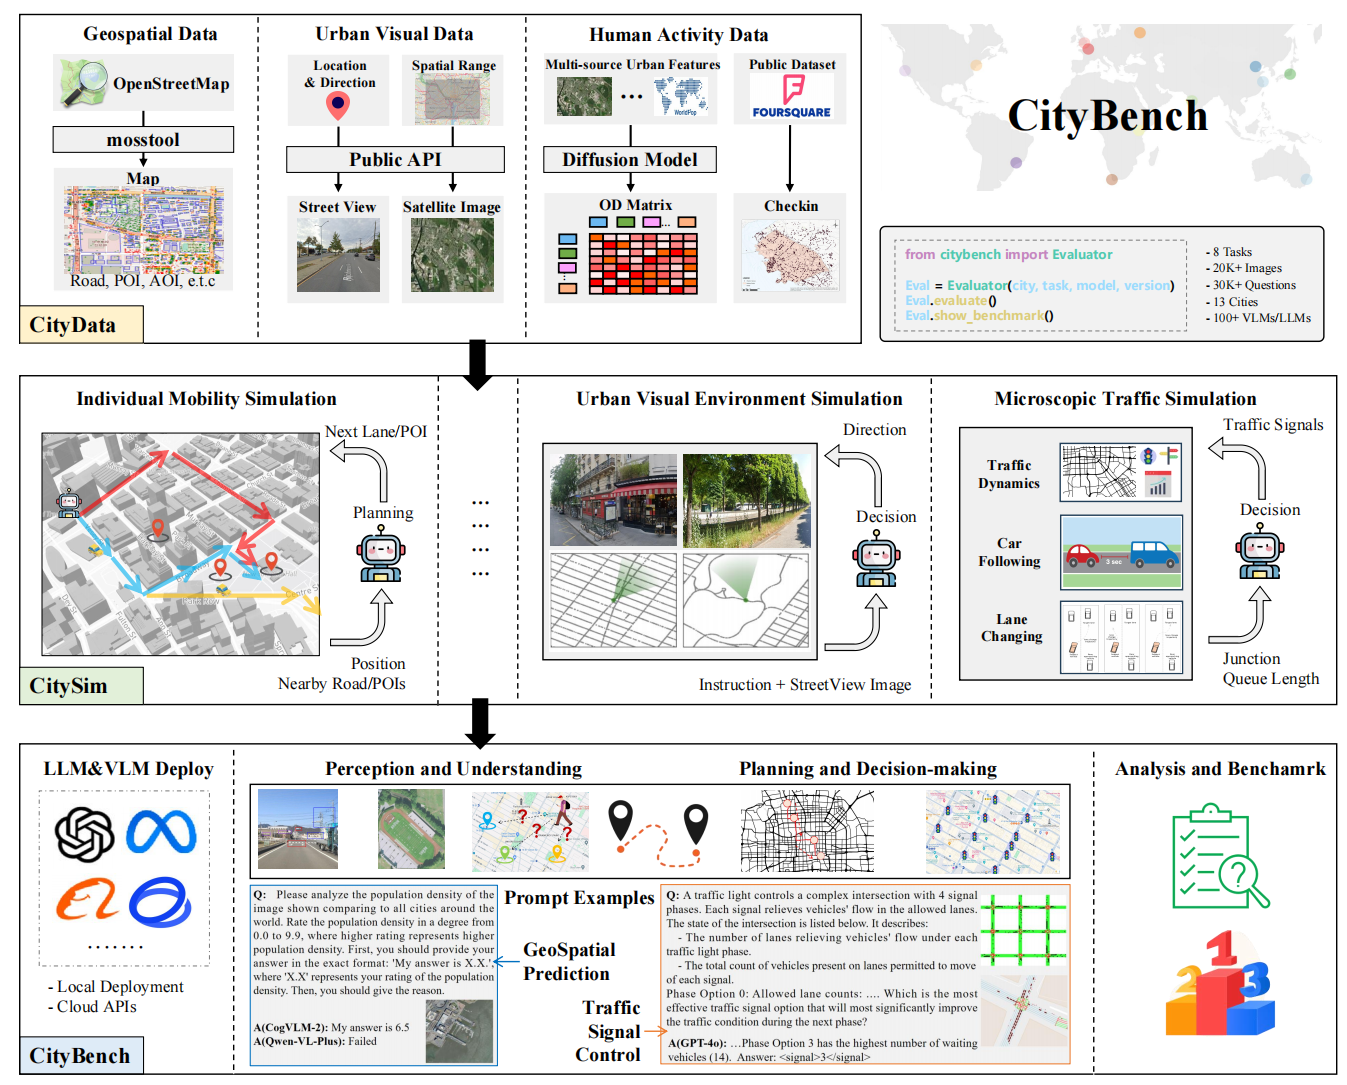 Geospatial Data
OpenStreetMap
mosstool
Map
Road, POI, AOI, e.t.c
Urban Visual Data
Location
& Direction
Spatial Range
Public API
Street View
Satellite Image
Human Activity Data
Multi-source Urban Features
...
WorldPop
Public Dataset
FOURSQUARE
Diffusion Model
OD Matrix
...
Checkin
CityData
CityBench
from citybench import Evaluator
Eval = Evaluator(city, task, model, version)
Eval.evaluate()
Eval.show_benchmark()
- 8 Tasks
- 20K+ Images
- 30K+ Questions
- 13 Cities
- 100+ VLMs/LLMs
Individual Mobility Simulation
Next Lane/POI
Planning
Position
Nearby Road/POIs
Fulton St
Park Row
Centre St
...
...
...
...
Urban Visual Environment Simulation
Direction
Decision
Instruction + StreetView Image
Microscopic Traffic Simulation
Traffic
Dynamics
Car
Following
3 sec
Lane
Changing
Traffic Signals
Decision
Junction
Queue Length
CitySim
LLM&VLM Deploy
.......
- Local Deployment
- Cloud APIs
Perception and Understanding
Planning and Decision-making
? ? ? ?
Prompt Examples
Q: Please analyze the population density of the
image shown comparing to all cities around the
world. Rate the population density in a degree from
0.0 to 9.9, where higher rating represents higher
population density. First, you should provide your
answer in the exact format: 'My answer is X.X.',
where 'X.X' represents your rating of the population
density. Then, you should give the reason.
A(CogVLM-2): My answer is 6.5
A(Qwen-VL-Plus): Failed
GeoSpatial
Prediction
Traffic
Signal
Control
Q: A traffic light controls a complex intersection with 4 signal
phases. Each signal relieves vehicles' flow in the allowed lanes.
The state of the intersection is listed below. It describes:
- The number of lanes relieving vehicles' flow under each
traffic light phase.
- The total count of vehicles present on lanes permitted to move
of each signal.
Phase Option 0: Allowed lane counts: .... Which is the most
effective traffic signal option that will most significantly improve
the traffic condition during the next phase?
A(GPT-4o): …Phase Option 3 has the highest number of waiting
vehicles (14). Answer: <signal>3</signal>
Analysis and Benchamrk
?
1
2
3
CityBench